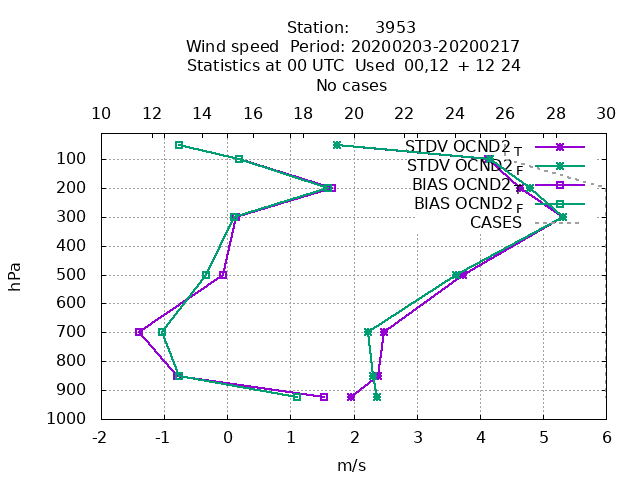 Station: 3953
Wind speed Period: 20200203-20200217
Statistics at 00 UTC Used 00,12 + 12 24
No cases
10 12 14 16 18 20 22 24 26 28 30
STDV OCND2_T
STDV OCND2_F
BIAS OCND2_T
BIAS OCND2_F
CASES
100
200
300
400
500
600
700
800
900
1000
hPa
-2 -1 0 1 2 3 4 5 6
m/s